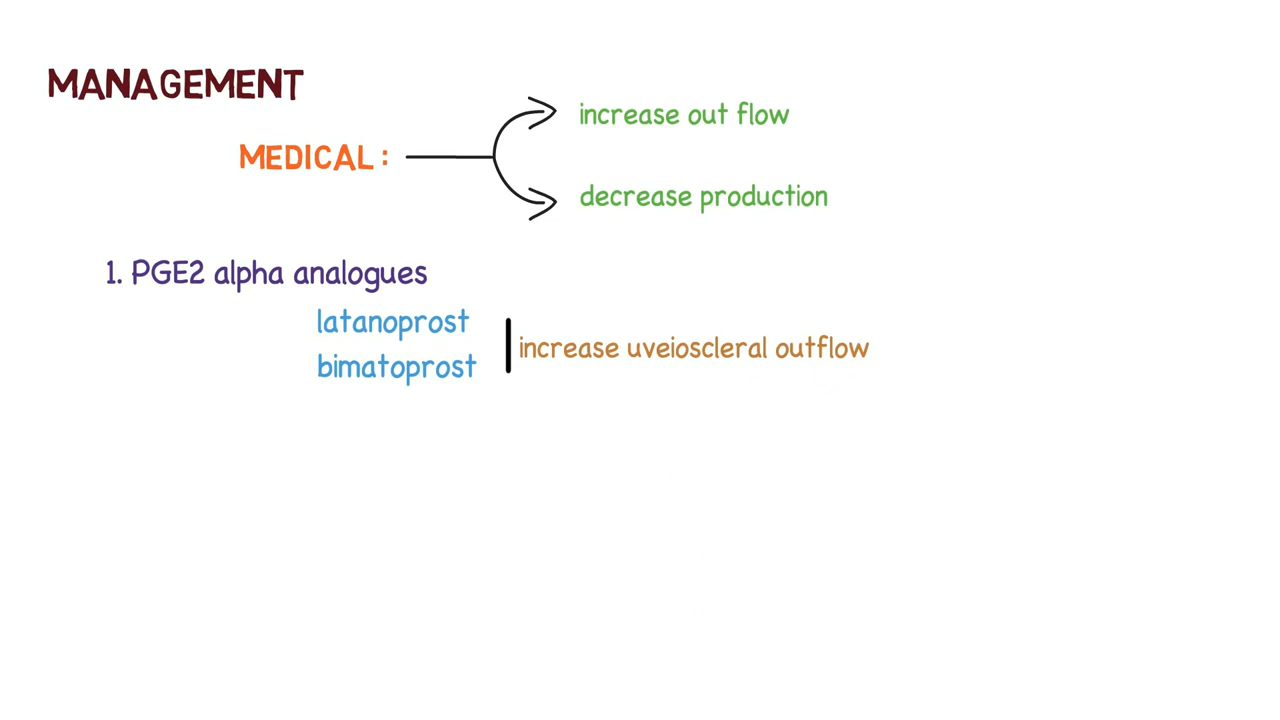 MANAGEMENT
increase out flow
MEDICAL :
decrease production
1. PGE2 alpha analogues
latanoprost
bimatoprost
increase uveioscleral outflow